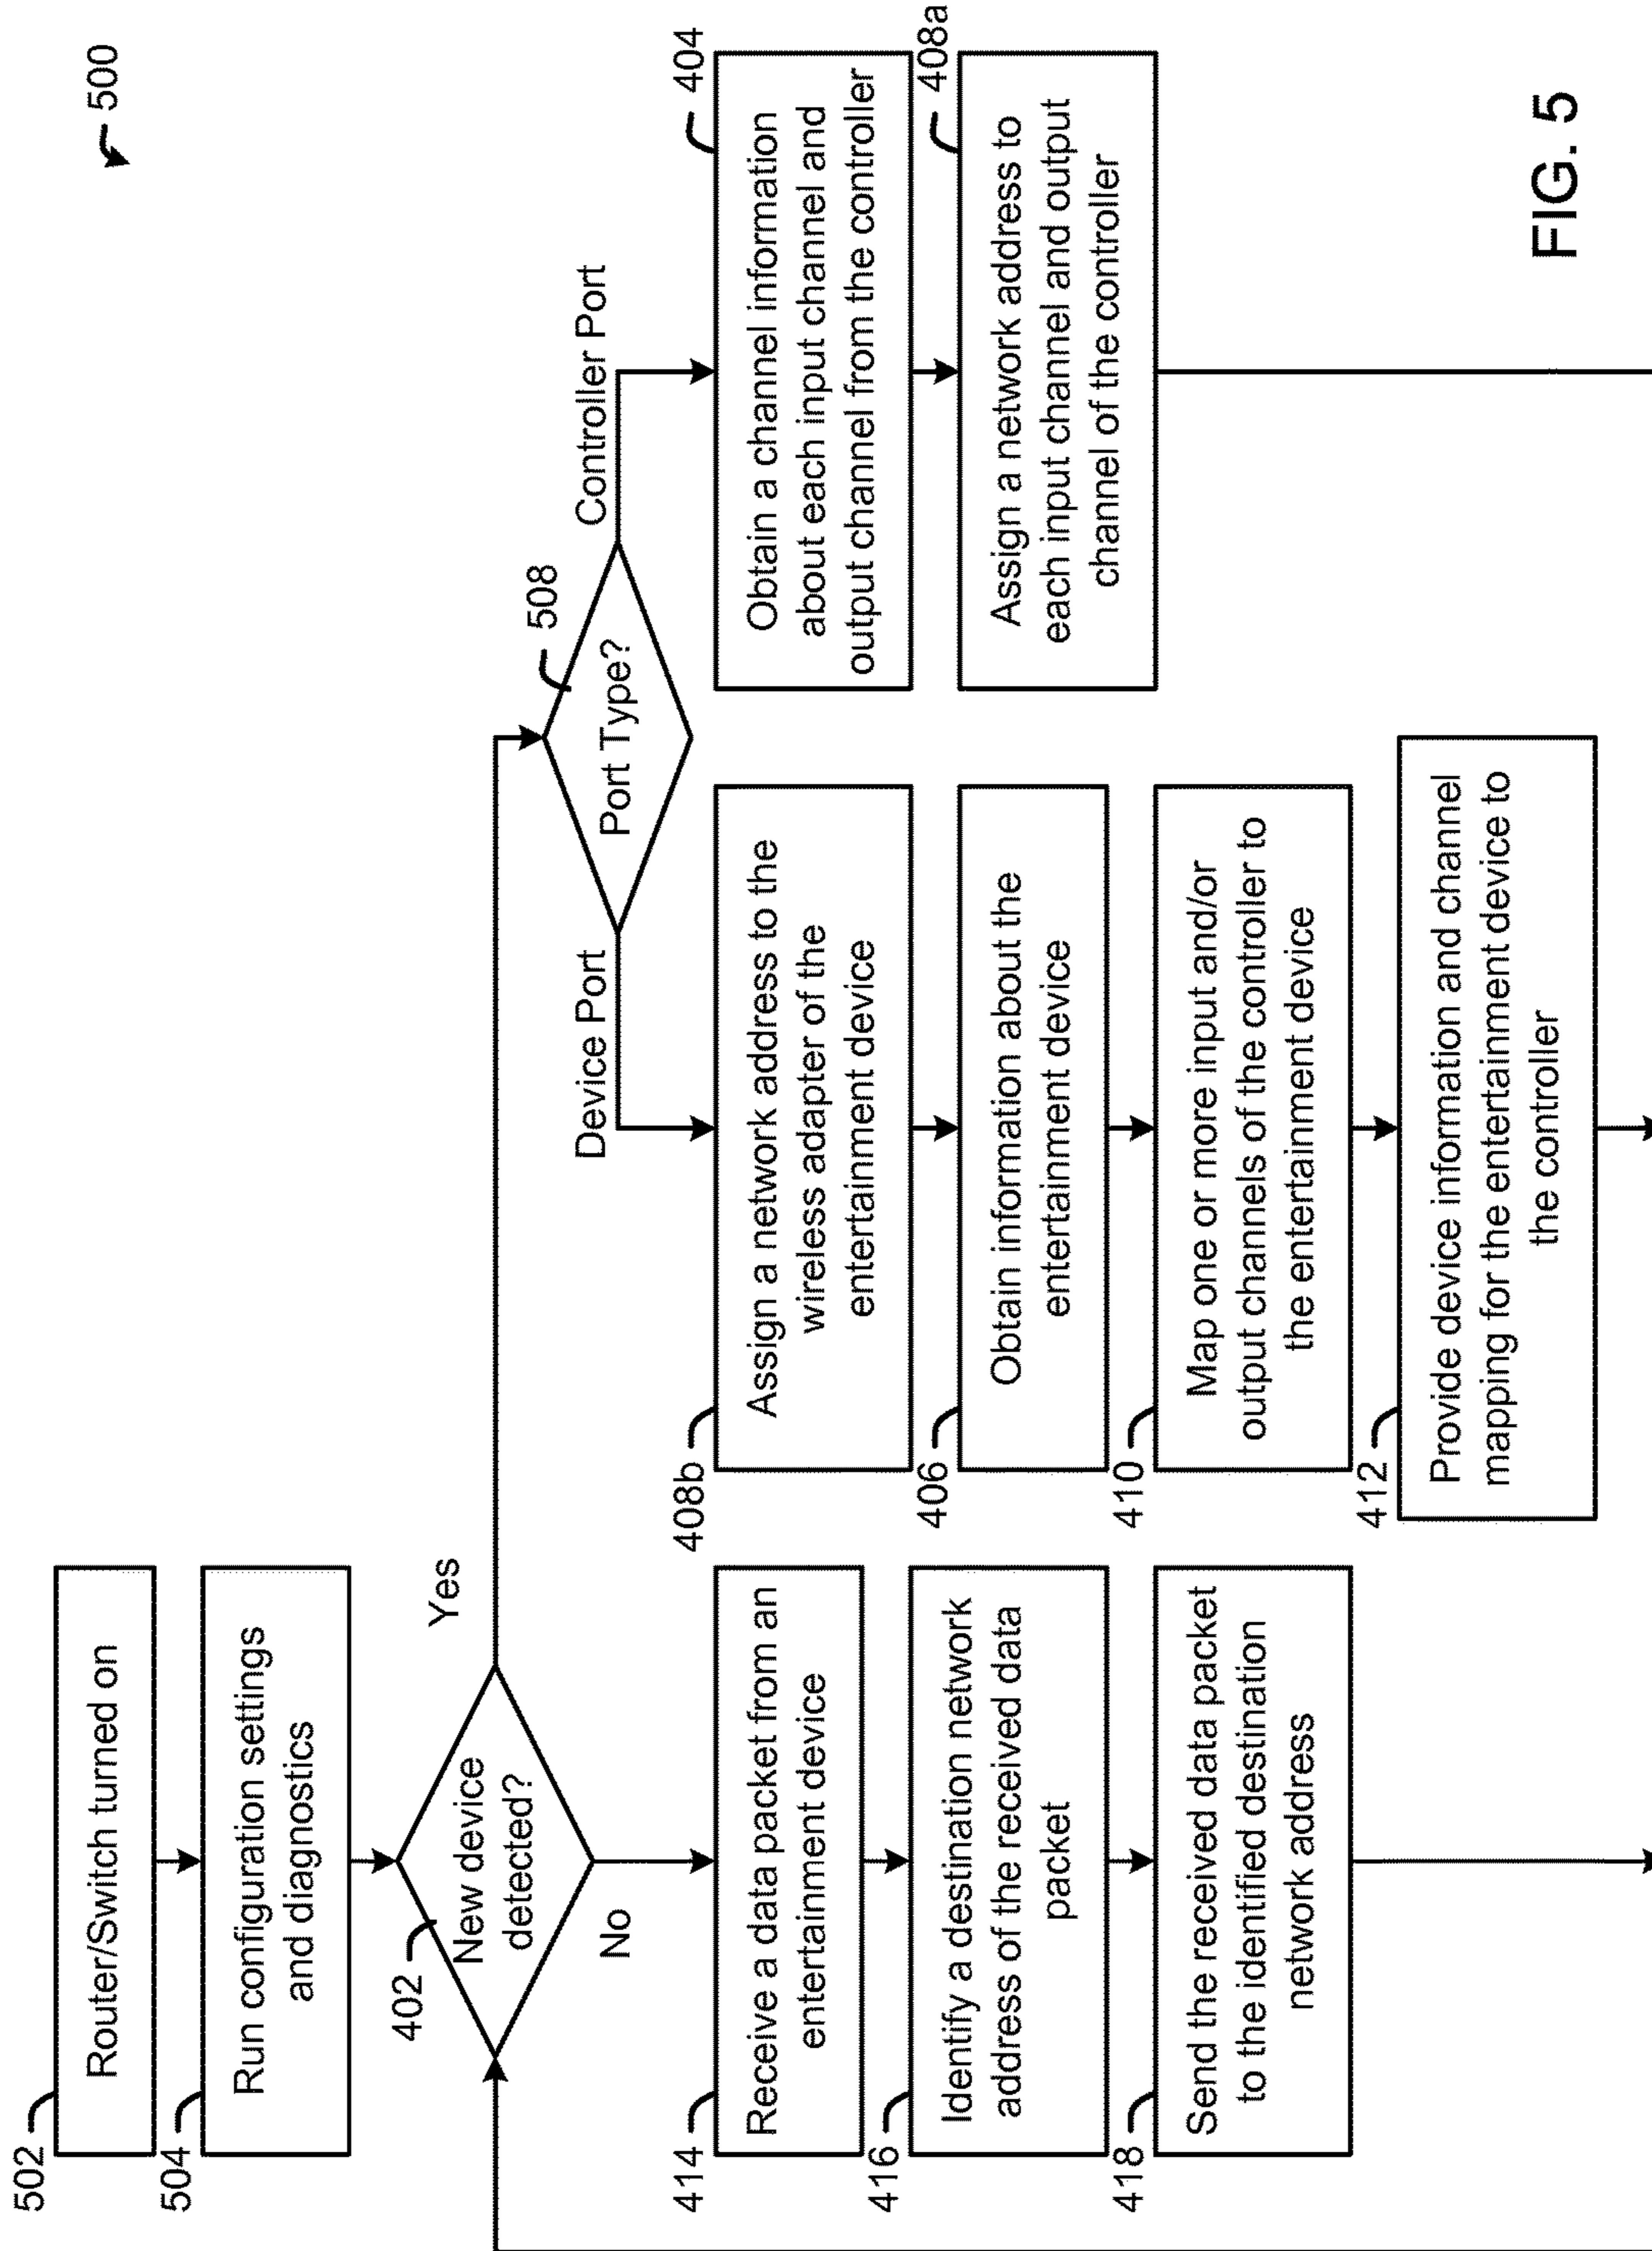 500
502
Router/Switch turned on
504
Run configuration settings
and diagnostics
402
New device
detected?
Yes
No
414
Receive a data packet from an
entertainment device
416
Identify a destination network
address of the received data
packet
418
Send the received data packet
to the identified destination
network address
508
Port Type?
Device Port
Controller Port
408b
Assign a network address to the
wireless adapter of the
entertainment device
406
Obtain information about the
entertainment device
410
Map one or more input and/or
output channels of the controller to
the entertainment device
412
Provide device information and channel
mapping for the entertainment device to
the controller
404
Obtain a channel information
about each input channel and
output channel from the controller
408a
Assign a network address to
each input channel and output
channel of the controller
FIG. 5